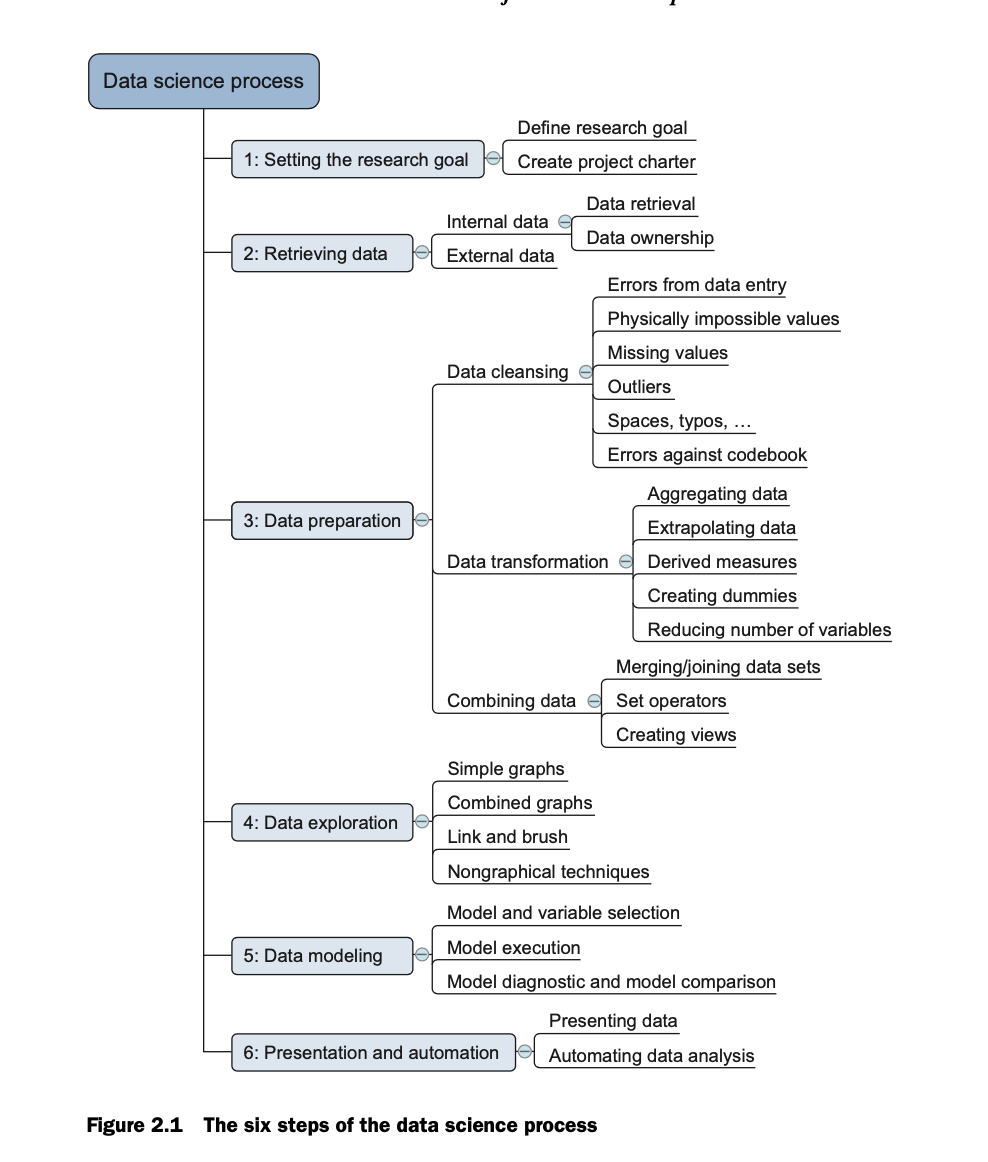 Data science process
1: Setting the research goal
Define research goal
Create project charter
2: Retrieving data
Internal data
Data retrieval
Data ownership
External data
3: Data preparation
Data cleansing
Errors from data entry
Physically impossible values
Missing values
Outliers
Spaces, typos, …
Errors against codebook
Data transformation
Aggregating data
Extrapolating data
Derived measures
Creating dummies
Reducing number of variables
Combining data
Merging/joining data sets
Set operators
Creating views
4: Data exploration
Simple graphs
Combined graphs
Link and brush
Nongraphical techniques
5: Data modeling
Model and variable selection
Model execution
Model diagnostic and model comparison
6: Presentation and automation
Presenting data
Automating data analysis
Figure 2.1 The six steps of the data science process